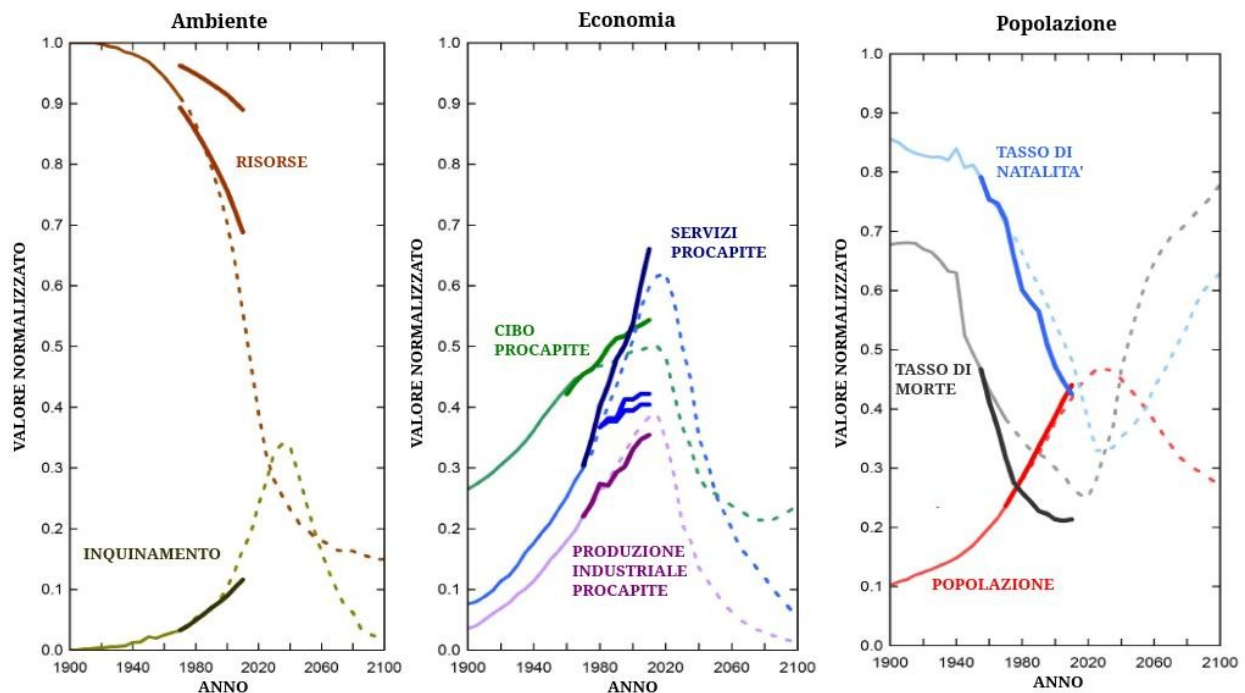 Ambiente
VALORE NORMALIZZATO
1.0
0.9
0.8
0.7
0.6
0.5
0.4
0.3
0.2
0.1
0.0
RISORSE
INQUINAMENTO
1900 1940 1980 2020 2060 2100
ANNO
Economia
VALORE NORMALIZZATO
1.0
0.9
0.8
0.7
0.6
0.5
0.4
0.3
0.2
0.1
0.0
SERVIZI
PROCAPITE
CIBO
PROCAPITE
PRODUZIONE
INDUSTRIALE
PROCAPITE
1900 1940 1980 2020 2060 2100
ANNO
Popolazione
VALORE NORMALIZZATO
1.0
0.9
0.8
0.7
0.6
0.5
0.4
0.3
0.2
0.1
0.0
TASSO DI
NATALITA'
TASSO DI
MORTE
POPOLAZIONE
1900 1940 1980 2020 2060 2100
ANNO